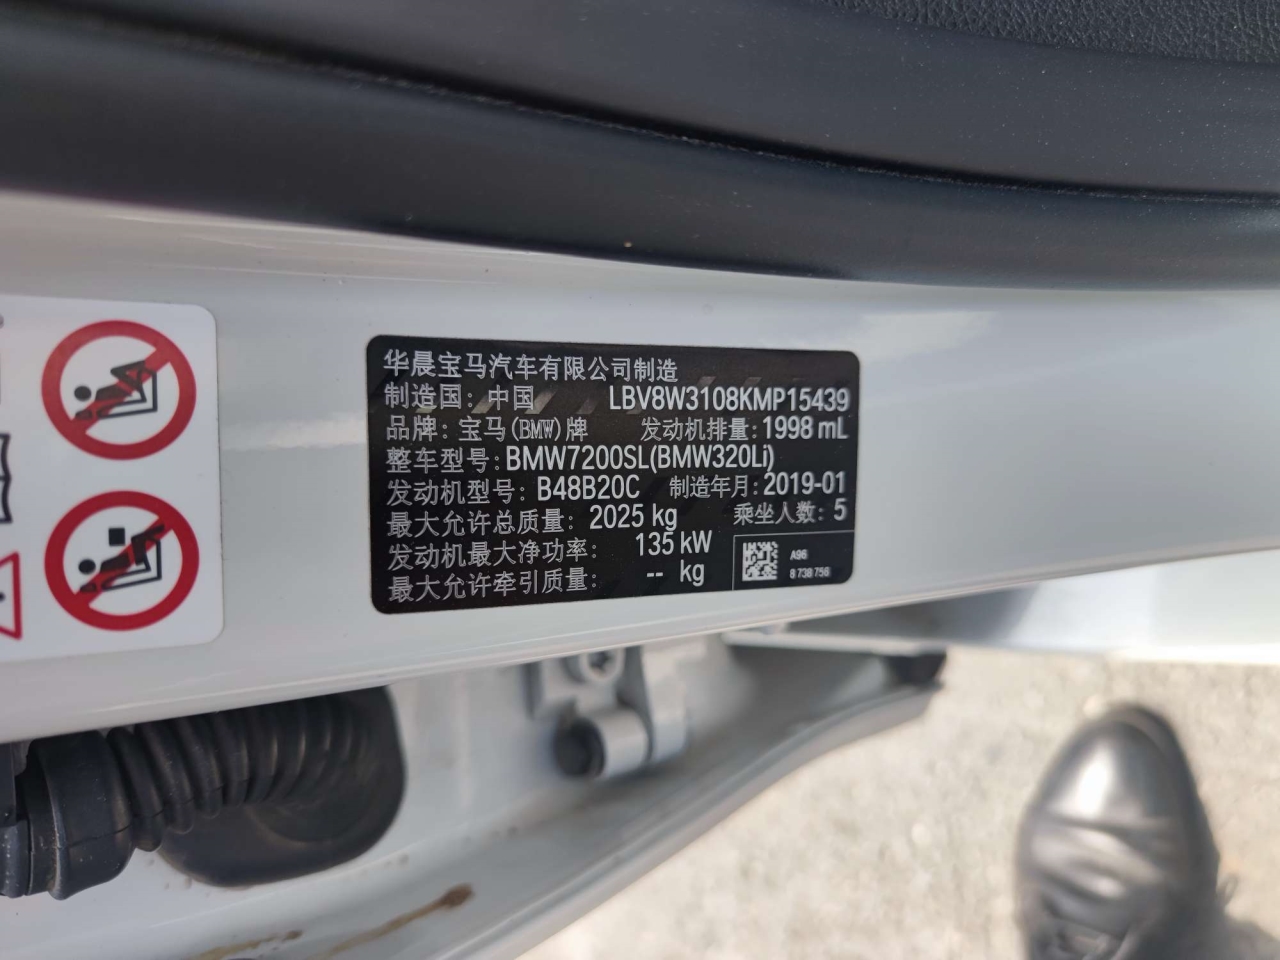 华晨宝马汽车有限公司制造
制造国：中国 LBV8W3108KMP15439
品牌：宝马(BMW)牌 发动机排量：1998 mL
整车型号：BMW7200SL(BMW320Li)
发动机型号：B48B20C 制造年月：2019-01
最大允许总质量：2025 kg 乘坐人数：5
发动机最大净功率：135 kW
最大允许牵引质量：-- kg
A96
8 738 756